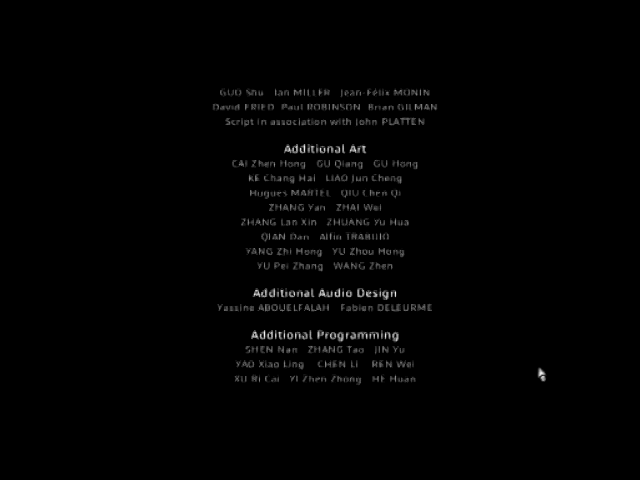 GUO Shu Ian MILLER Jean-Félix MONIN
David FRIED Paul ROBINSON Brian GILMAN
Script in association with John PLATTEN
Additional Art
CAI Zhen Hong GU Qiang GU Hong
KE Chang Hai LIAO Jun Cheng
Hugues MARTEL QIU Chen Qi
ZHANG Yan ZHAI Wei
ZHANG Lan Xin ZHUANG Yu Hua
QIAN Dan Alfio TRABUIO
YANG Zhi Hong YU Zhou Hong
YU Pei Zhang WANG Zhen
Additional Audio Design
Yassine ABOUELFALAH Fabien DELEURME
Additional Programming
SHEN Nan ZHANG Tao JIN Yu
YAO Xiao Ling CHEN Li REN Wei
XU Ri Cai YI Zhen Zhong HE Huan